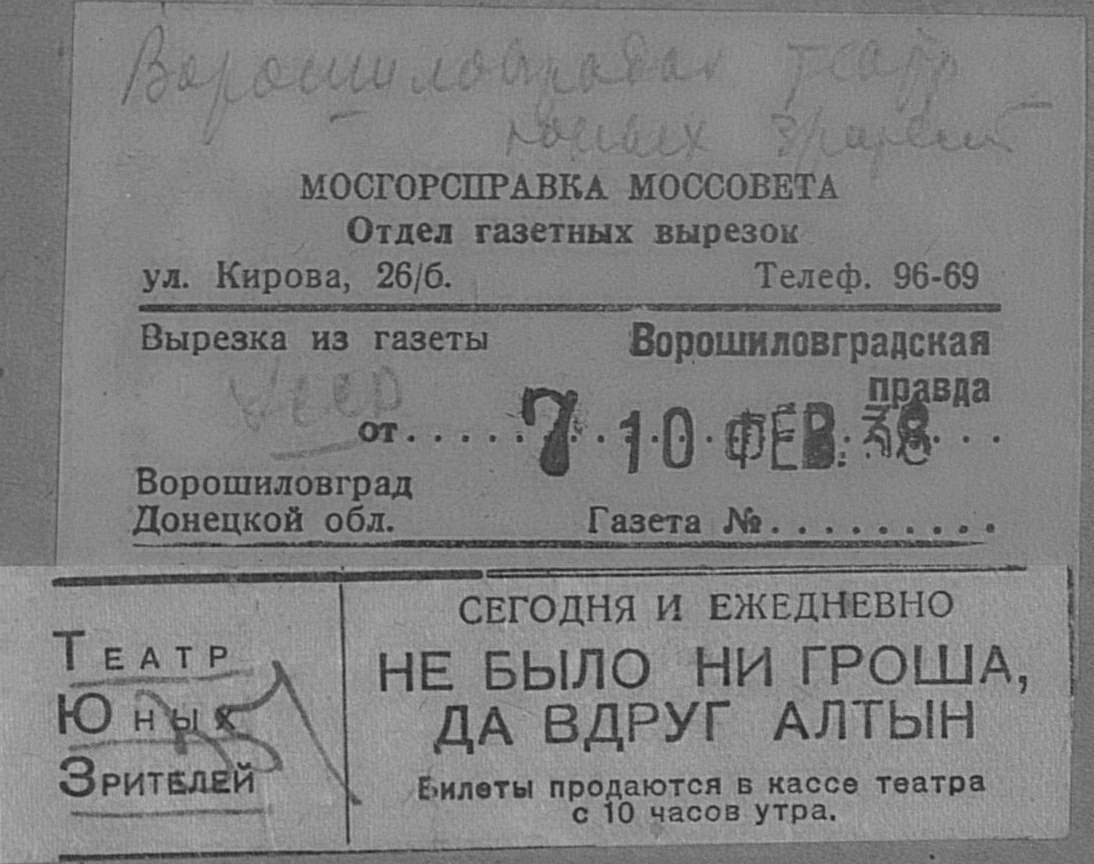 Ворошиловградск театр
юных зрителей
МОСГОРСПРАВКА МОССОВЕТА
Отдел газетных вырезок
ул. Кирова, 26/б. Телеф. 96-69
Вырезка из газеты Ворошиловградская
правда
от..... 7 10 ФЕВ. 38...
Ворошиловград
Донецкой обл. Газета №..........
ТЕАТР
ЮНЫХ
ЗРИТЕЛЕЙ
СЕГОДНЯ И ЕЖЕДНЕВНО
НЕ БЫЛО НИ ГРОША,
ДА ВДРУГ АЛТЫН
Билеты продаются в кассе театра
с 10 часов утра.